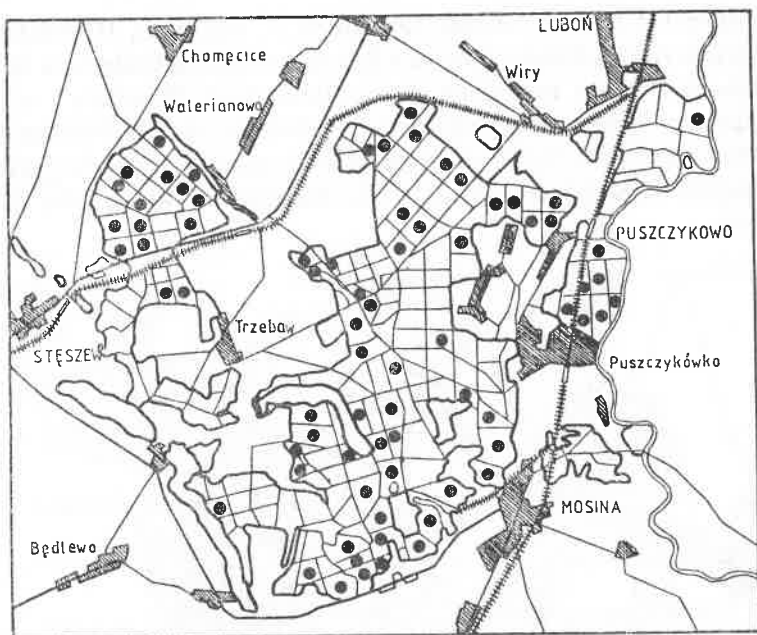 LUBOŃ
Chomęcice
Wiry
Walerianowo
PUSZCZYKOWO
Trzebaw
STĘSZEW
Puszczykówko
MOSINA
Będlewo